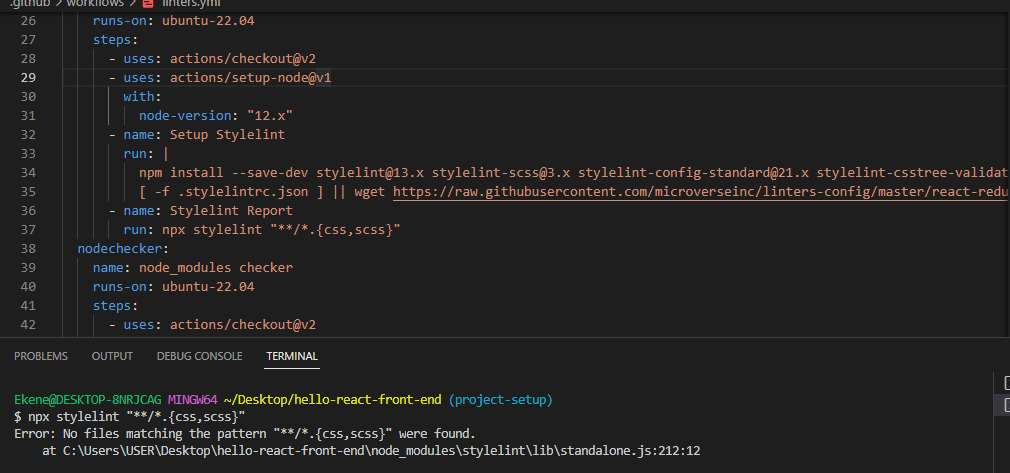 .github > workflows > linters.yml
26 runs-on: ubuntu-22.04
27 steps:
28 - uses: actions/checkout@v2
29 - uses: actions/setup-node@v1
30 with:
31 node-version: "12.x"
32 - name: Setup Stylelint
33 run: |
34 npm install --save-dev stylelint@13.x stylelint-scss@3.x stylelint-config-standard@21.x stylelint-csstree-validat
35 [ -f .stylelintrc.json ] || wget https://raw.githubusercontent.com/microverseinc/linters-config/master/react-redu
36 - name: Stylelint Report
37 run: npx stylelint "**/*.{css,scss}"
38 nodechecker:
39 name: node_modules checker
40 runs-on: ubuntu-22.04
41 steps:
42 - uses: actions/checkout@v2
PROBLEMS OUTPUT DEBUG CONSOLE TERMINAL
Ekene@DESKTOP-8NRJCAG MINGW64 ~/Desktop/hello-react-front-end (project-setup)
$ npx stylelint "**/*.{css,scss}"
Error: No files matching the pattern "**/*.{css,scss}" were found.
at C:\Users\USER\Desktop\hello-react-front-end\node_modules\stylelint\lib\standalone.js:212:12